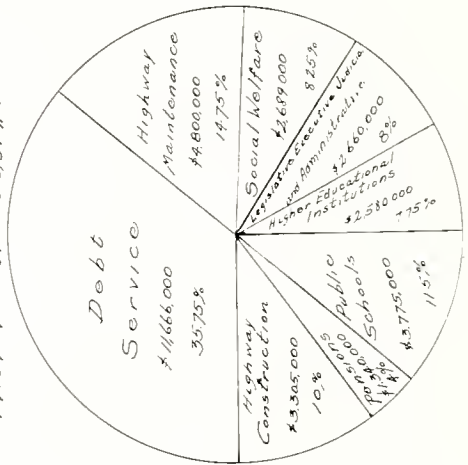 Debt
Service
$11,666,000
35.75%
Highway
Maintenance
$4,800,000
14.75%
Social Welfare
$2,689,000
8.25%
Legislative Executive Judicial
and Administrative
$2,660,000
8%
Higher Educational
Institutions
$2,580,000
7.75%
Public
Schools
$3,775,000
11.5%
Highway
Construction
$3,305,000
10%